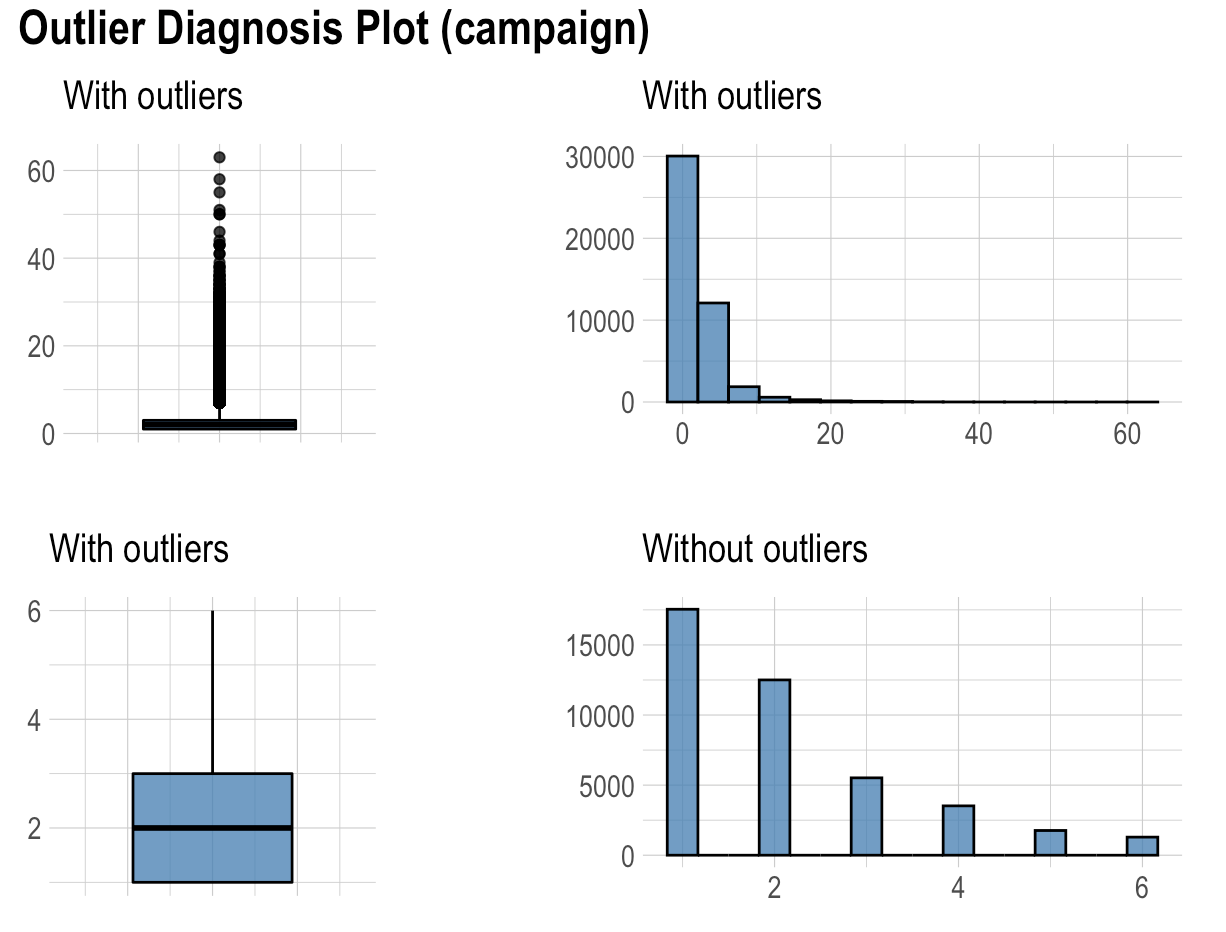 Outlier Diagnosis Plot (campaign)
With outliers
60
40
20
0
With outliers
30000
20000
10000
0
0 20 40 60
With outliers
6
4
2
Without outliers
15000
10000
5000
0
2 4 6